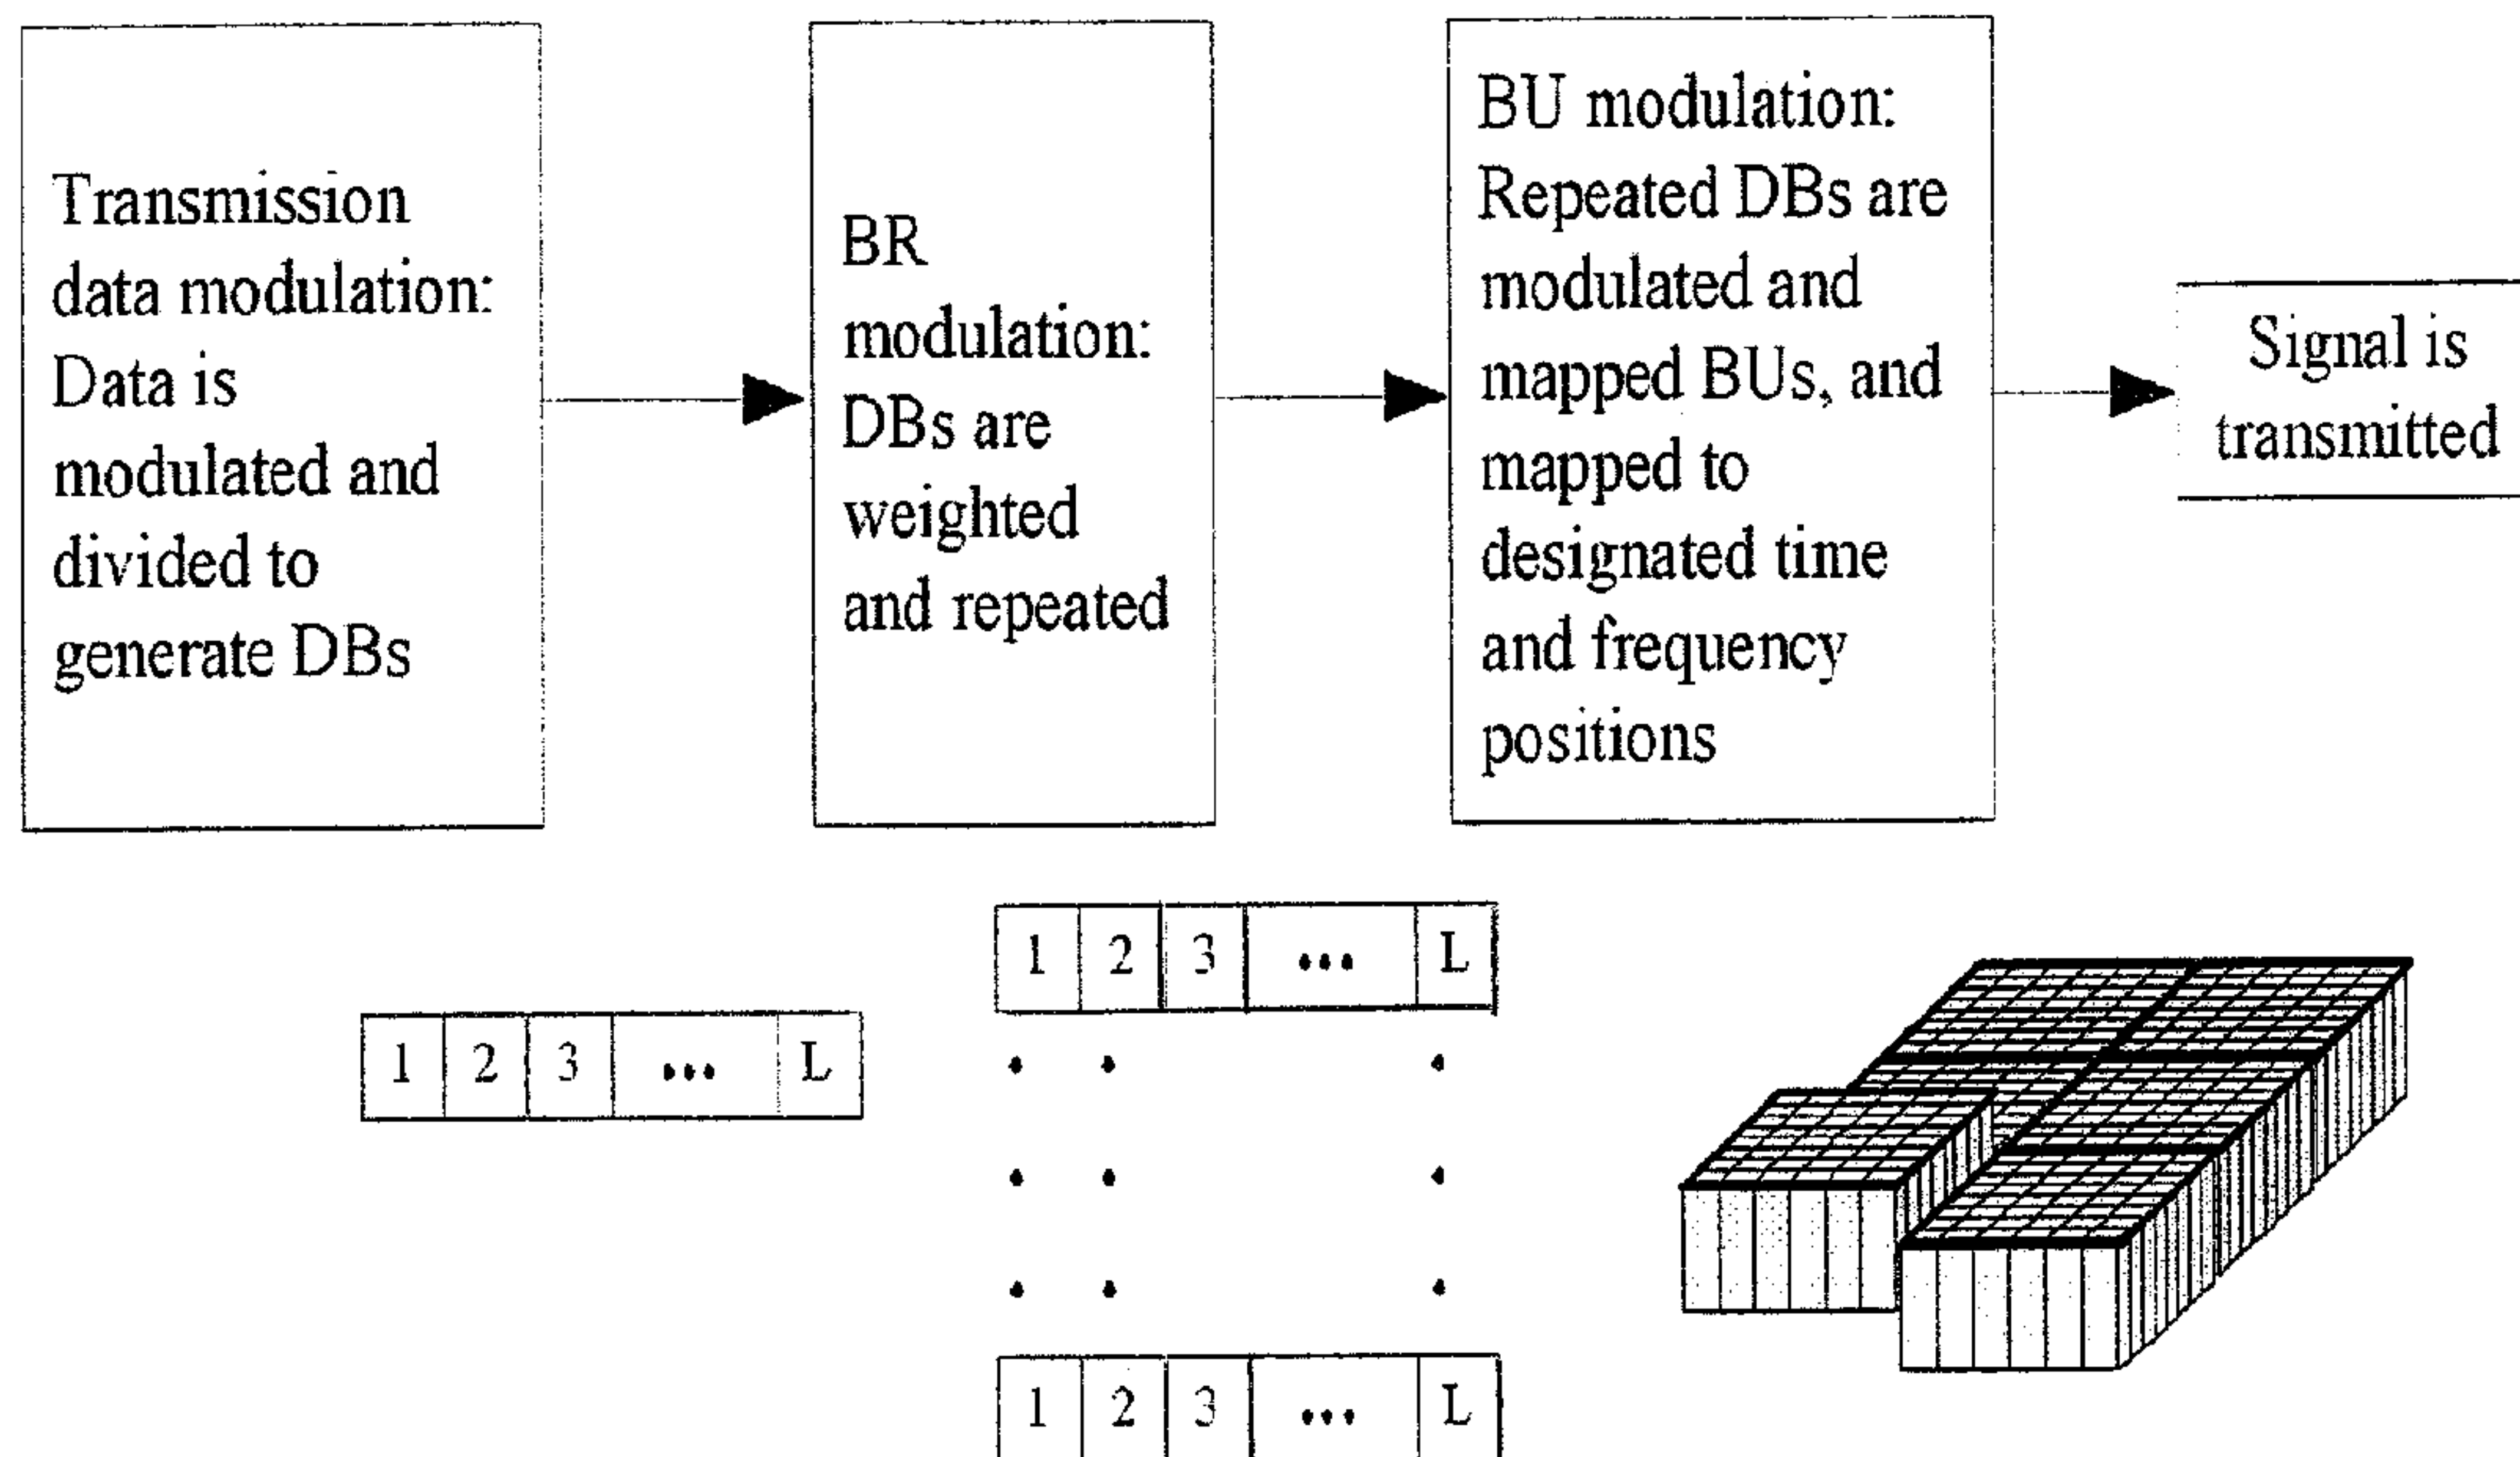 Transmission
data modulation:
Data is
modulated and
divided to
generate DBs
BR
modulation:
DBs are
weighted
and repeated
BU modulation:
Repeated DBs are
modulated and
mapped BUs, and
mapped to
designated time
and frequency
positions
Signal is
transmitted
1 2 3 ... L
1 2 3 ... L
1 2 3 ... L